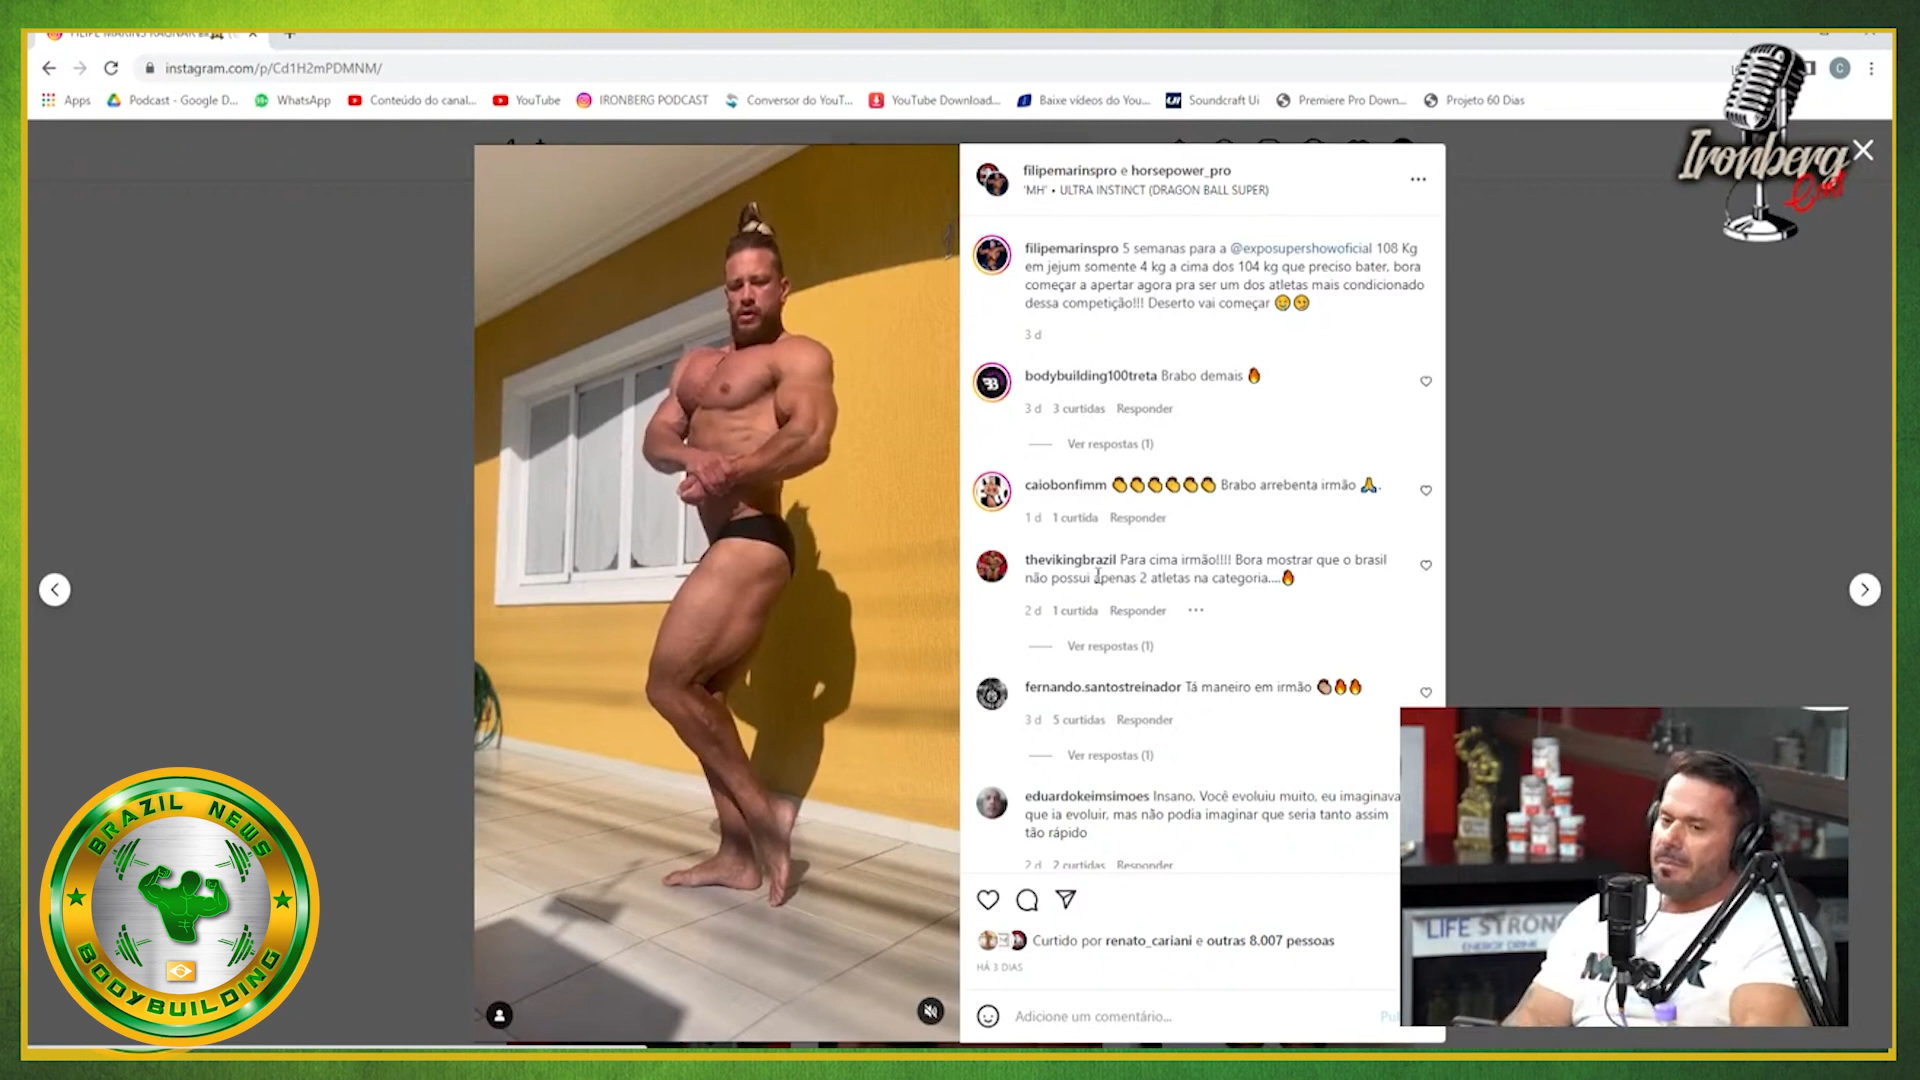 instagram.com/p/Cd1H2mPDMNM/
Apps
Podcast - Google D...
WhatsApp
Conteúdo do canal...
YouTube
IRONBERG PODCAST
Conversor do YouT...
YouTube Download...
Baixe vídeos do You...
Soundcraft Ui
Premiere Pro Down...
Projeto 60 Dias
C
Ironberg
Cast
filipemarinspro e horsepower_pro
'MH' • ULTRA INSTINCT (DRAGON BALL SUPER)
filipemarinspro 5 semanas para a @exposupershowoficial 108 Kg
em jejum somente 4 kg a cima dos 104 kg que preciso bater, bora
começar a apertar agora pra ser um dos atletas mais condicionado
dessa competição!!! Deserto vai começar
3 d
bodybuilding100treta Brabo demais 🔥
3 d 3 curtidas Responder
Ver respostas (1)
caiobonfimm 👏👏👏👏👏👏 Brabo arrebenta irmão 🙏.
1 d 1 curtida Responder
thevikingbrazil Para cima irmão!!!! Bora mostrar que o brasil
não possui apenas 2 atletas na categoria....🔥
2 d 1 curtida Responder
Ver respostas (1)
fernando.santostreinador Tá maneiro em irmão 👏🔥🔥
3 d 5 curtidas Responder
Ver respostas (1)
eduardokeimsimoes Insano. Você evoluiu muito, eu imaginava
que ia evoluir, mas não podia imaginar que seria tanto assim
tão rápido
2 d 2 curtidas Responder
Curtido por renato_cariani e outras 8.007 pessoas
HÁ 3 DIAS
Adicione um comentário...
Pu
LIFE STRONG
ENERGY DRINK
BRAZIL NEWS
BODYBUILDING